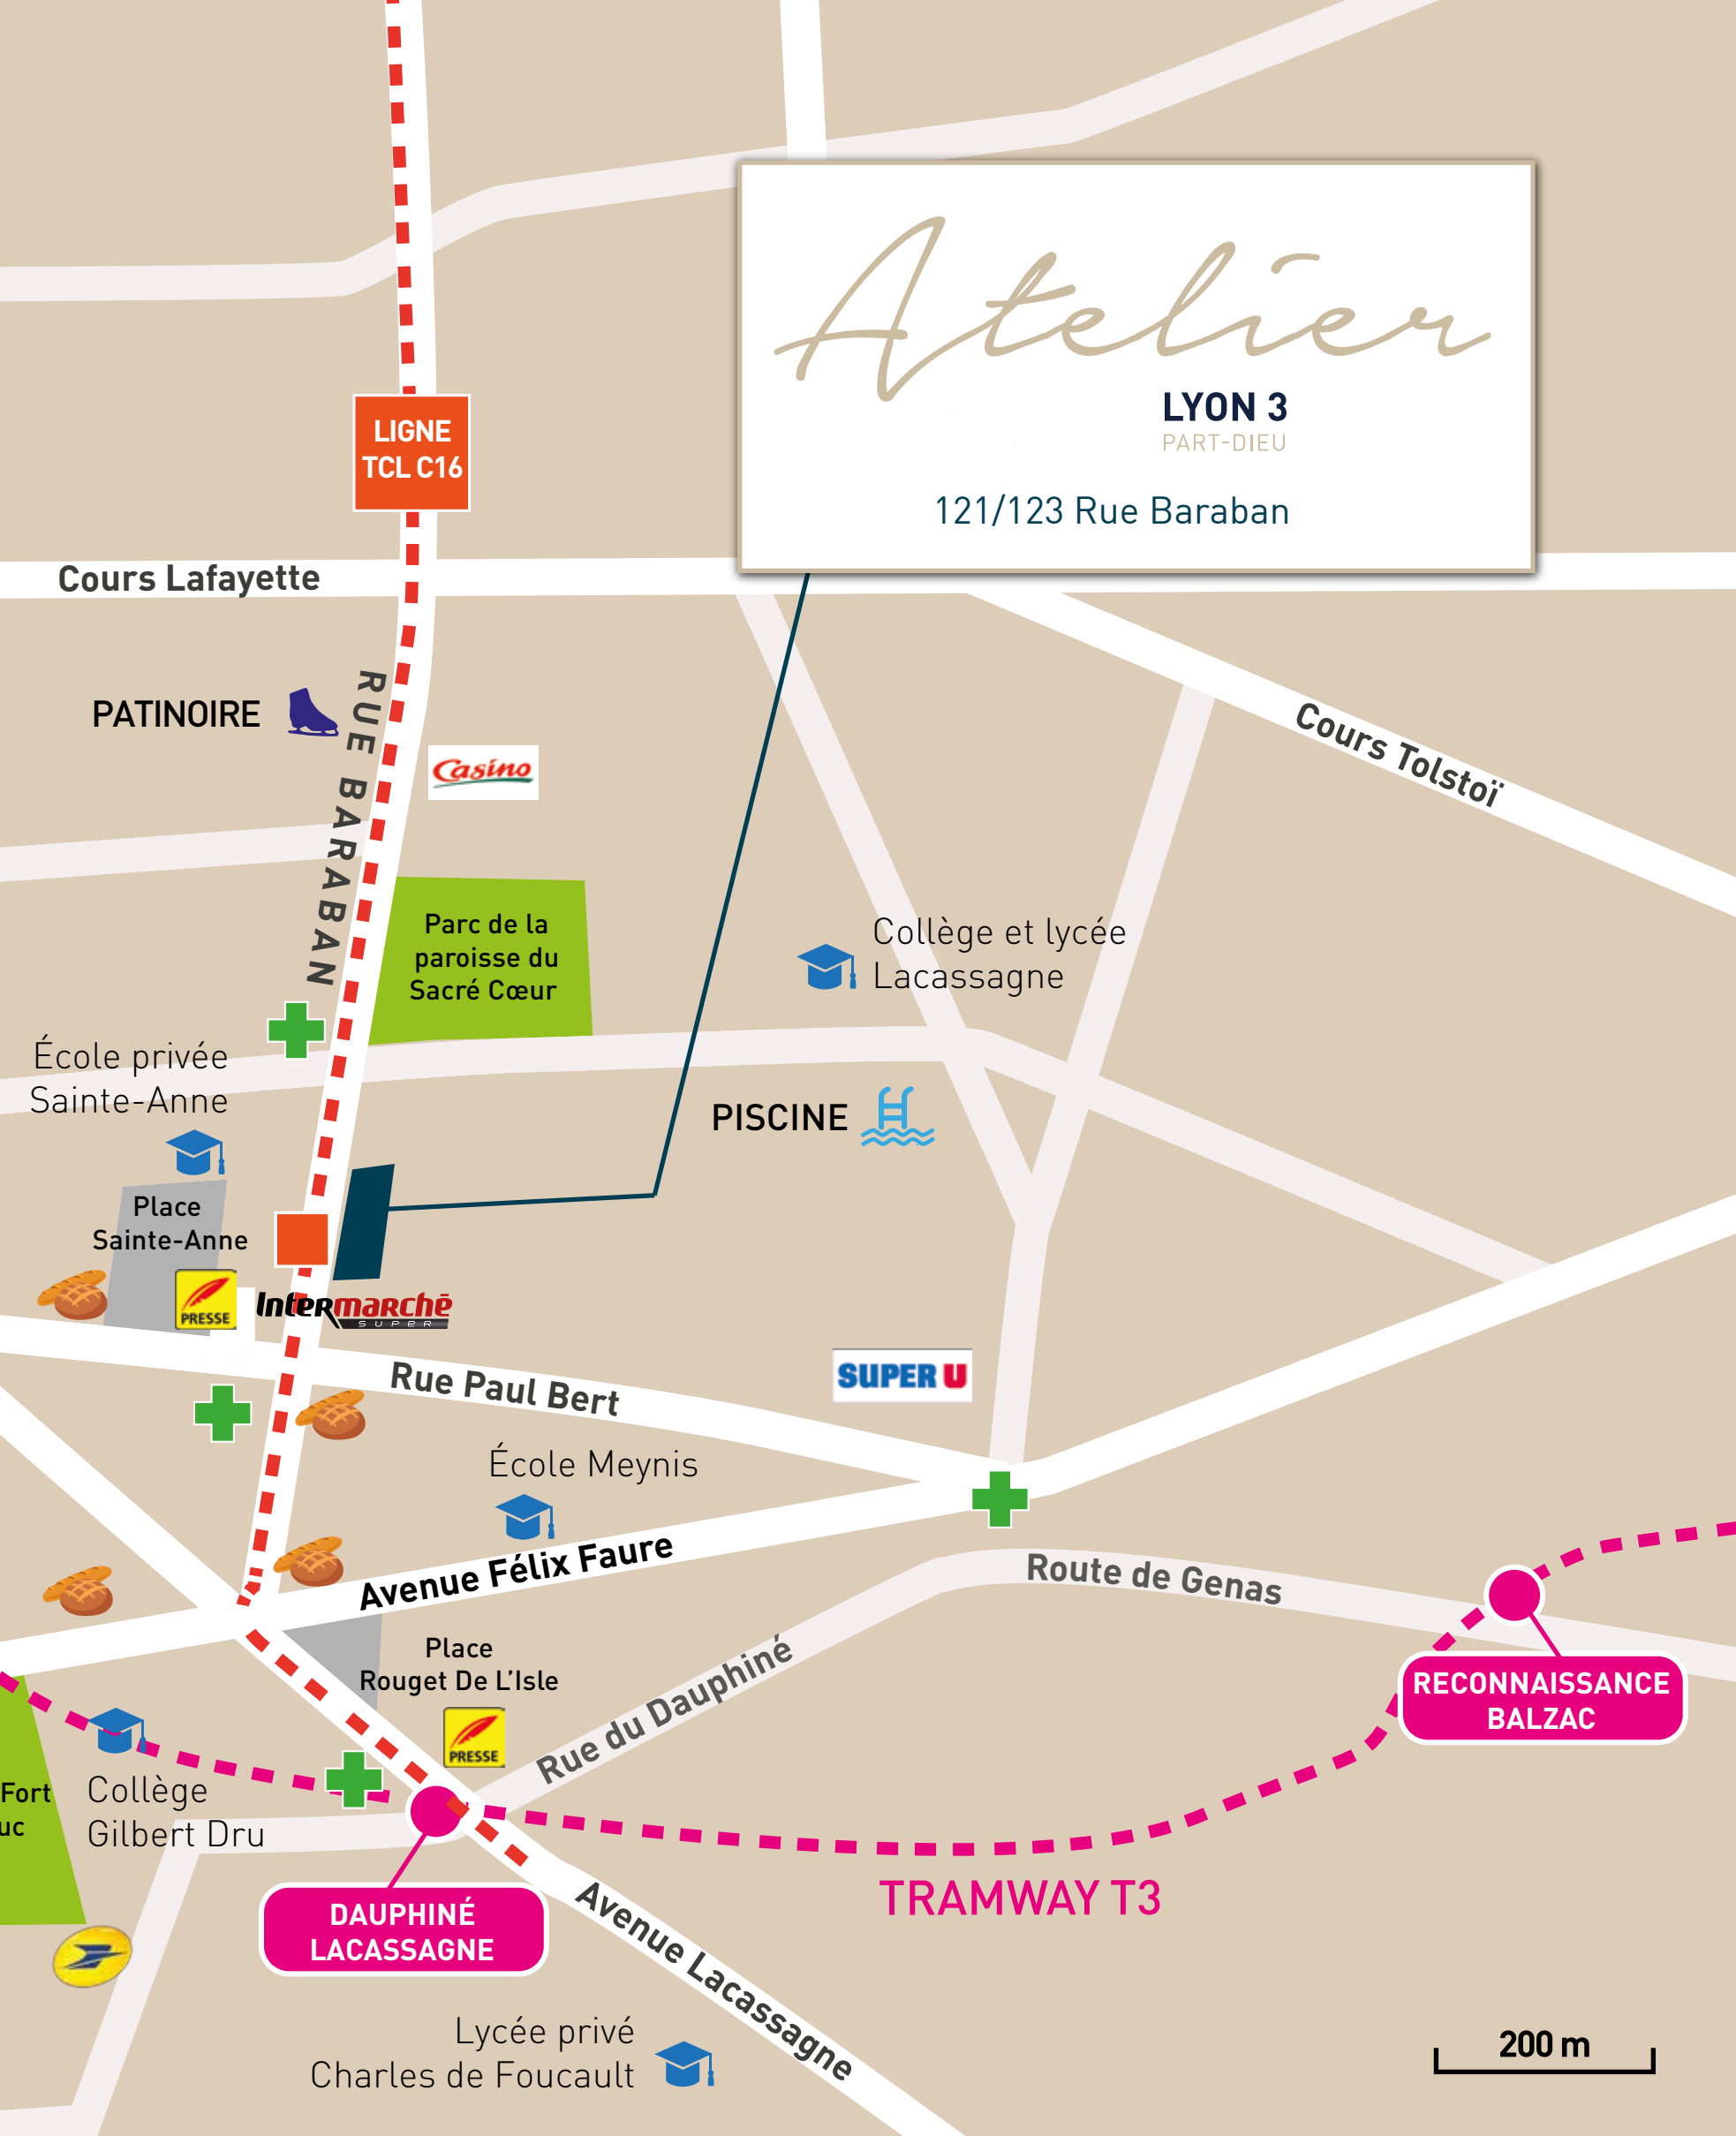 Atelier
LYON 3
PART-DIEU
121/123 Rue Baraban
LIGNE
TCL C16
Cours Lafayette
PATINOIRE
RUE BARABAN
Casino
Cours Tolstoï
Parc de la
paroisse du
Sacré Cœur
Collège et lycée
Lacassagne
École privée
Sainte-Anne
PISCINE
Place
Sainte-Anne
PRESSE
Intermarché
SUPER
Rue Paul Bert
SUPER U
École Meynis
Avenue Félix Faure
Route de Genas
Place
Rouget De L'Isle
PRESSE
Rue du Dauphiné
RECONNAISSANCE
BALZAC
Fort
uc
Collège
Gilbert Dru
TRAMWAY T3
DAUPHINÉ
LACASSAGNE
Avenue Lacassagne
Lycée privé
Charles de Foucault
200 m